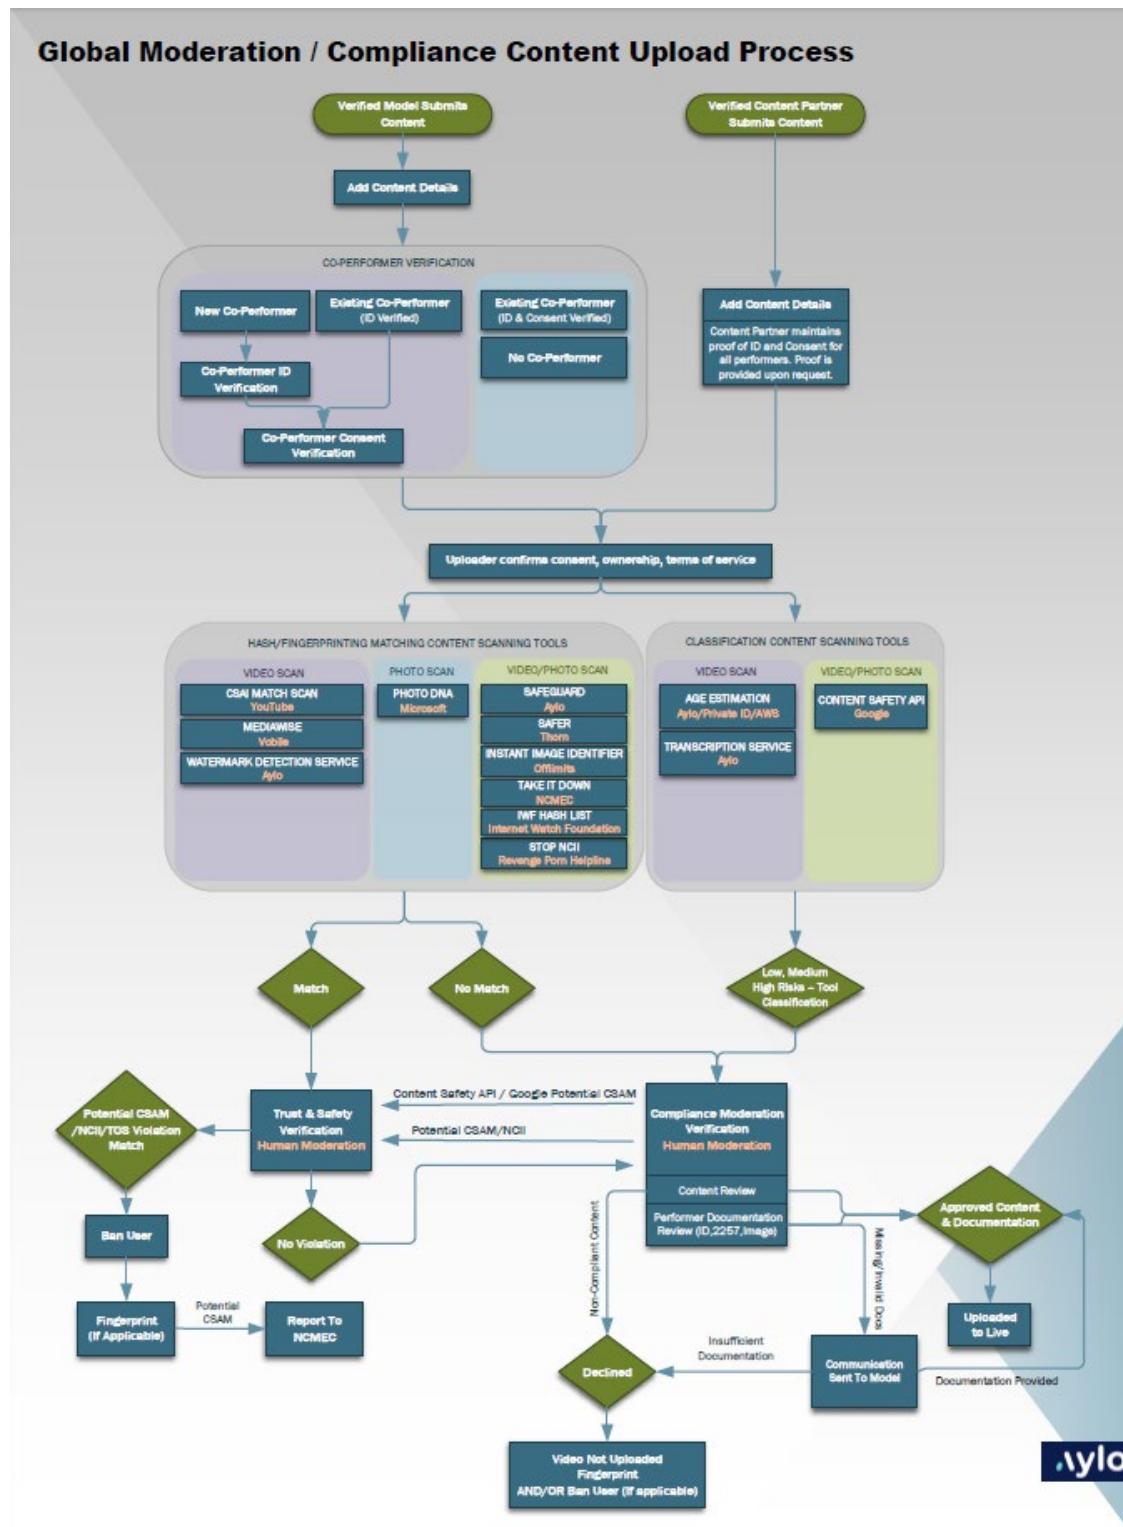 Global Moderation / Compliance Content Upload Process
Verified Model Submits
Content
Verified Content Partner
Submits Content
Add Content Details
CO-PERFORMER VERIFICATION
New Co-Performer
Existing Co-Performer
(ID Verified)
Existing Co-Performer
(ID & Consent Verified)
No Co-Performer
Co-Performer ID
Verification
Co-Performer Consent
Verification
Add Content Details
Content Partner maintains
proof of ID and Consent for
all performers. Proof is
provided upon request.
Uploader confirms consent, ownership, terms of service
HASH/FINGERPRINTING MATCHING CONTENT SCANNING TOOLS
VIDEO SCAN
CSAI MATCH SCAN
YouTube
MEDIAWISE
Vobile
WATERMARK DETECTION SERVICE
Aylo
PHOTO SCAN
PHOTO DNA
Microsoft
VIDEO/PHOTO SCAN
SAFEGUARD
Aylo
SAFER
Thorn
INSTANT IMAGE IDENTIFIER
Offlimits
TAKE IT DOWN
NCMEC
IWF HASH LIST
Internet Watch Foundation
STOP NCII
Revenge Porn Helpline
CLASSIFICATION CONTENT SCANNING TOOLS
VIDEO SCAN
AGE ESTIMATION
Aylo/Private ID/AWS
TRANSCRIPTION SERVICE
Aylo
VIDEO/PHOTO SCAN
CONTENT SAFETY API
Google
Match
No Match
Low, Medium
High Risks – Tool
Classification
Potential CSAM
/NCII/TOS Violation
Match
Trust & Safety
Verification
Human Moderation
Content Safety API / Google Potential CSAM
Potential CSAM/NCII
Compliance Moderation
Verification
Human Moderation
Content Review
Performer Documentation
Review (ID,2257,Image)
Approved Content
& Documentation
Ban User
No Violation
Non-Compliant Content
Missing/Invalid Docs
Fingerprint
(If Applicable)
Potential
CSAM
Report To
NCMEC
Uploaded
to Live
Declined
Insufficient
Documentation
Communication
Sent To Model
Documentation Provided
Video Not Uploaded
Fingerprint
AND/OR Ban User (if applicable)
aylo